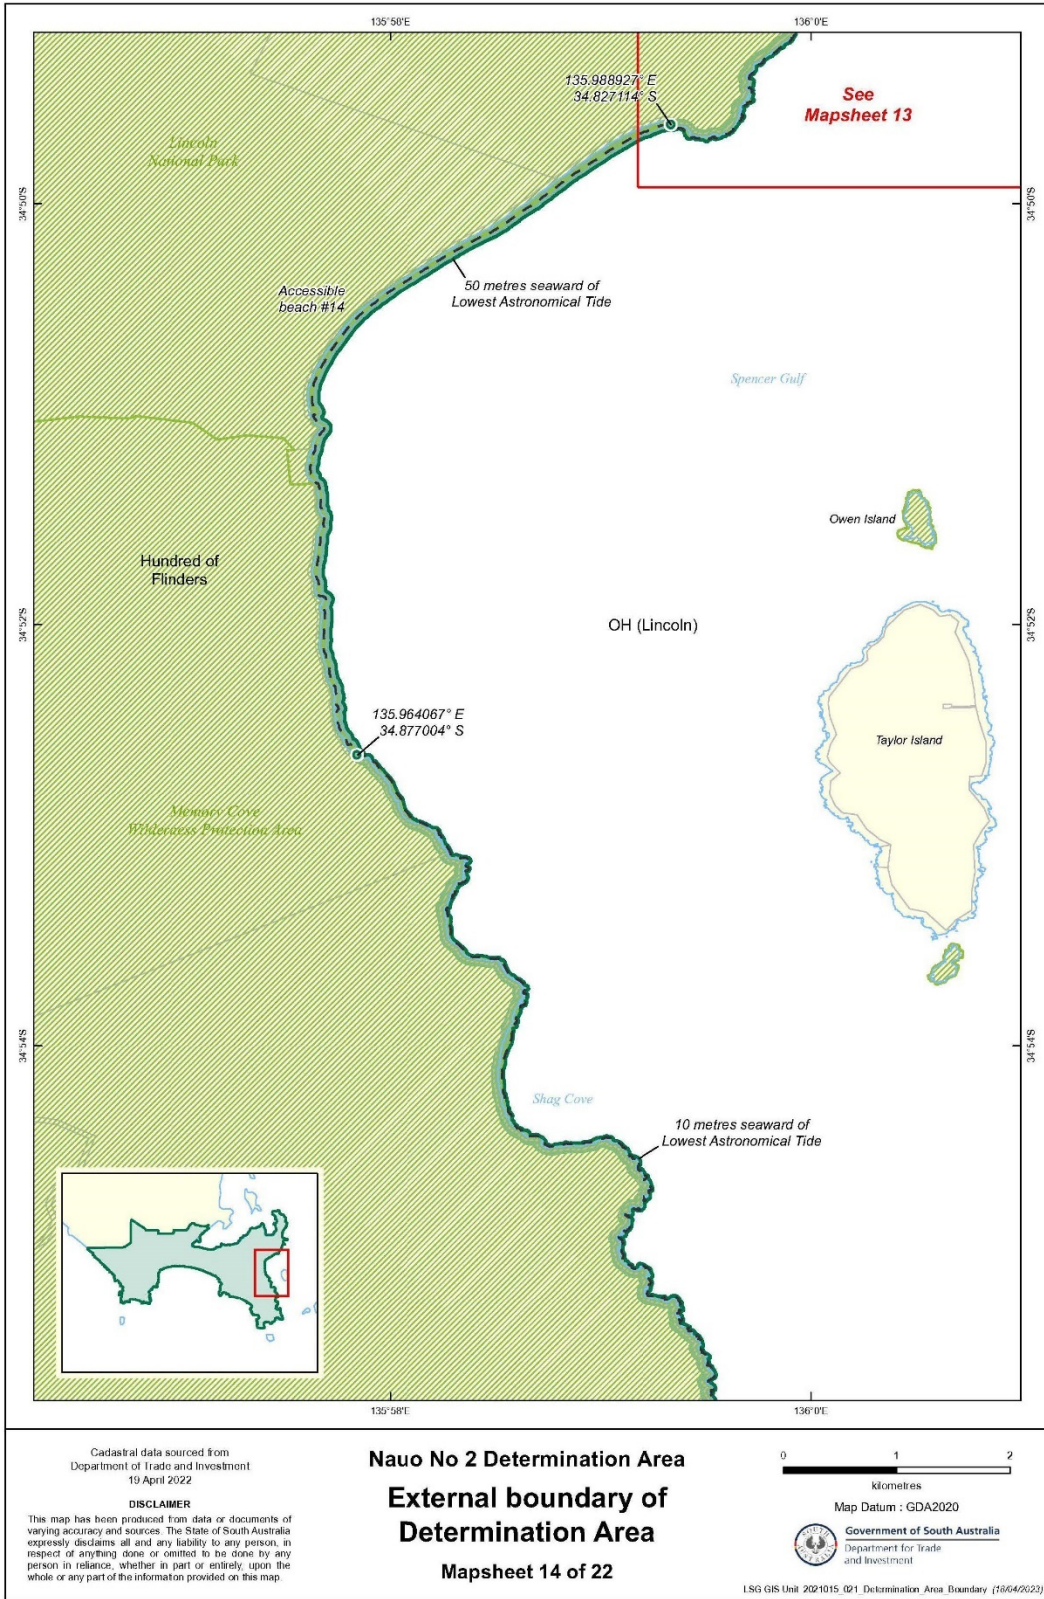 135°58'E
136°0'E
135.988927° E
34.827114° S
See
Mapsheet 13
Lincoln
National Park
34°50'S
34°50'S
50 metres seaward of
Lowest Astronomical Tide
Accessible
beach #14
Spencer Gulf
Owen Island
Hundred of
Flinders
34°52'S
OH (Lincoln)
34°52'S
135.964067° E
34.877004° S
Taylor Island
Memory Cove
Wilderness Protection Area
34°54'S
34°54'S
Shag Cove
10 metres seaward of
Lowest Astronomical Tide
135°58'E
136°0'E
Cadastral data sourced from
Department of Trade and Investment
19 April 2022
DISCLAIMER
This map has been produced from data or documents of
varying accuracy and sources. The State of South Australia
expressly disclaims all and any liability to any person, in
respect of anything done or omitted to be done by any
person in reliance, whether in part or entirely, upon the
whole or any part of the information provided on this map.
Nauo No 2 Determination Area
External boundary of
Determination Area
Mapsheet 14 of 22
0 1 2
kilometres
Map Datum : GDA2020
SOUTH
AUSTRALIA
Government of South Australia
Department for Trade
and Investment
LSG GIS Unit 2021015_021_Determination_Area_Boundary (18/04/2023)